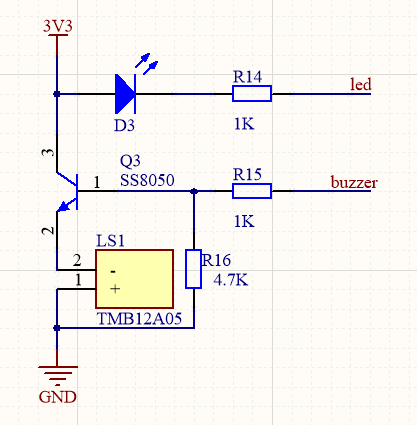 3V3
R14
led
D3
1K
3
Q3
SS8050
1
R15
buzzer
1K
2
LS1
2
-
1
+
R16
4.7K
TMB12A05
GND